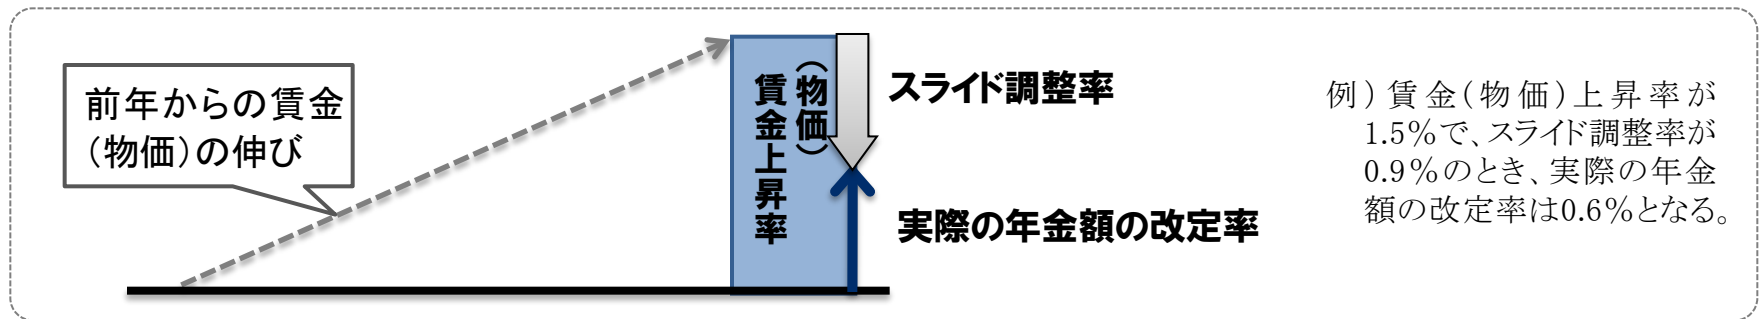 前年からの賃金
(物価)の伸び
(物価)
賃金上昇率
スライド調整率
実際の年金額の改定率
例)賃金(物価)上昇率が
1.5%で、スライド調整率が
0.9%のとき、実際の年金
額の改定率は0.6%となる。